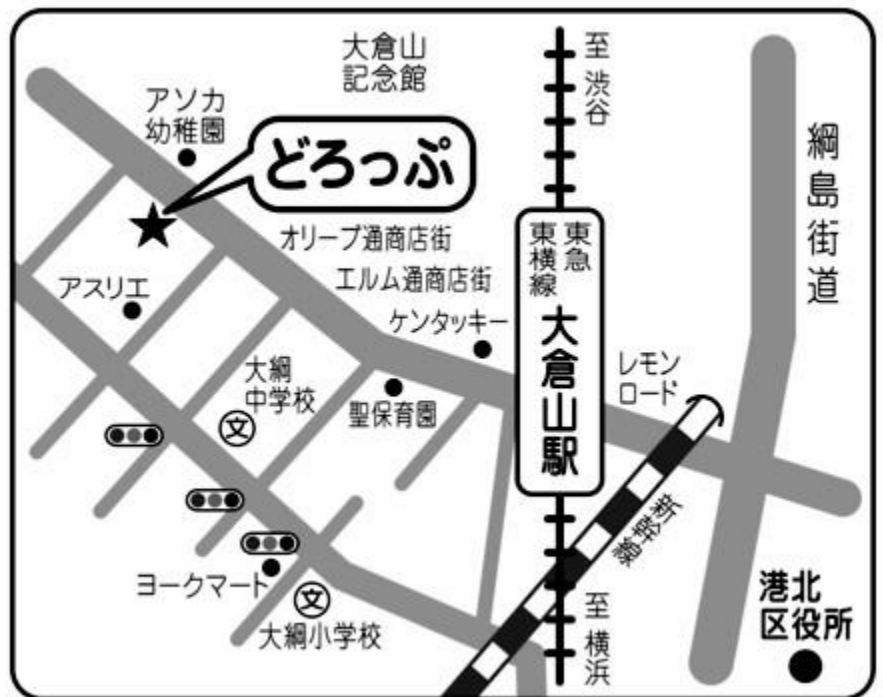 大倉山
記念館
至 渋谷
アソカ
幼稚園
どろっぷ
綱島街道
オリーブ通商店街
東急
東横線
エルム通商店街
アスリエ
ケンタッキー
大倉山駅
レモン
ロード
大綱
中学校
聖保育園
文
新幹線
ヨークマート
文
大綱小学校
至 横浜
港北
区役所